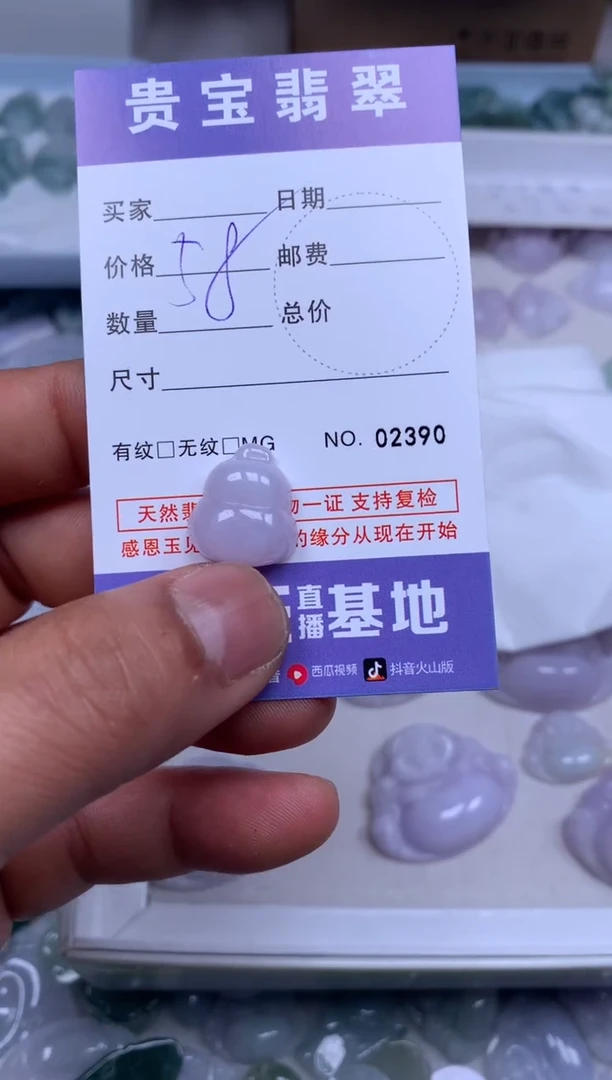 贵宝翡翠
买家 日期
价格 58 邮费
数量 总价
尺寸
有纹□无纹□MG NO. 02390
天然翡 物一证 支持复检
感恩玉见 的缘分从现在开始
直播基地
西瓜视频 抖音火山版